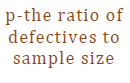 p-the ratio of
defectives to
sample size